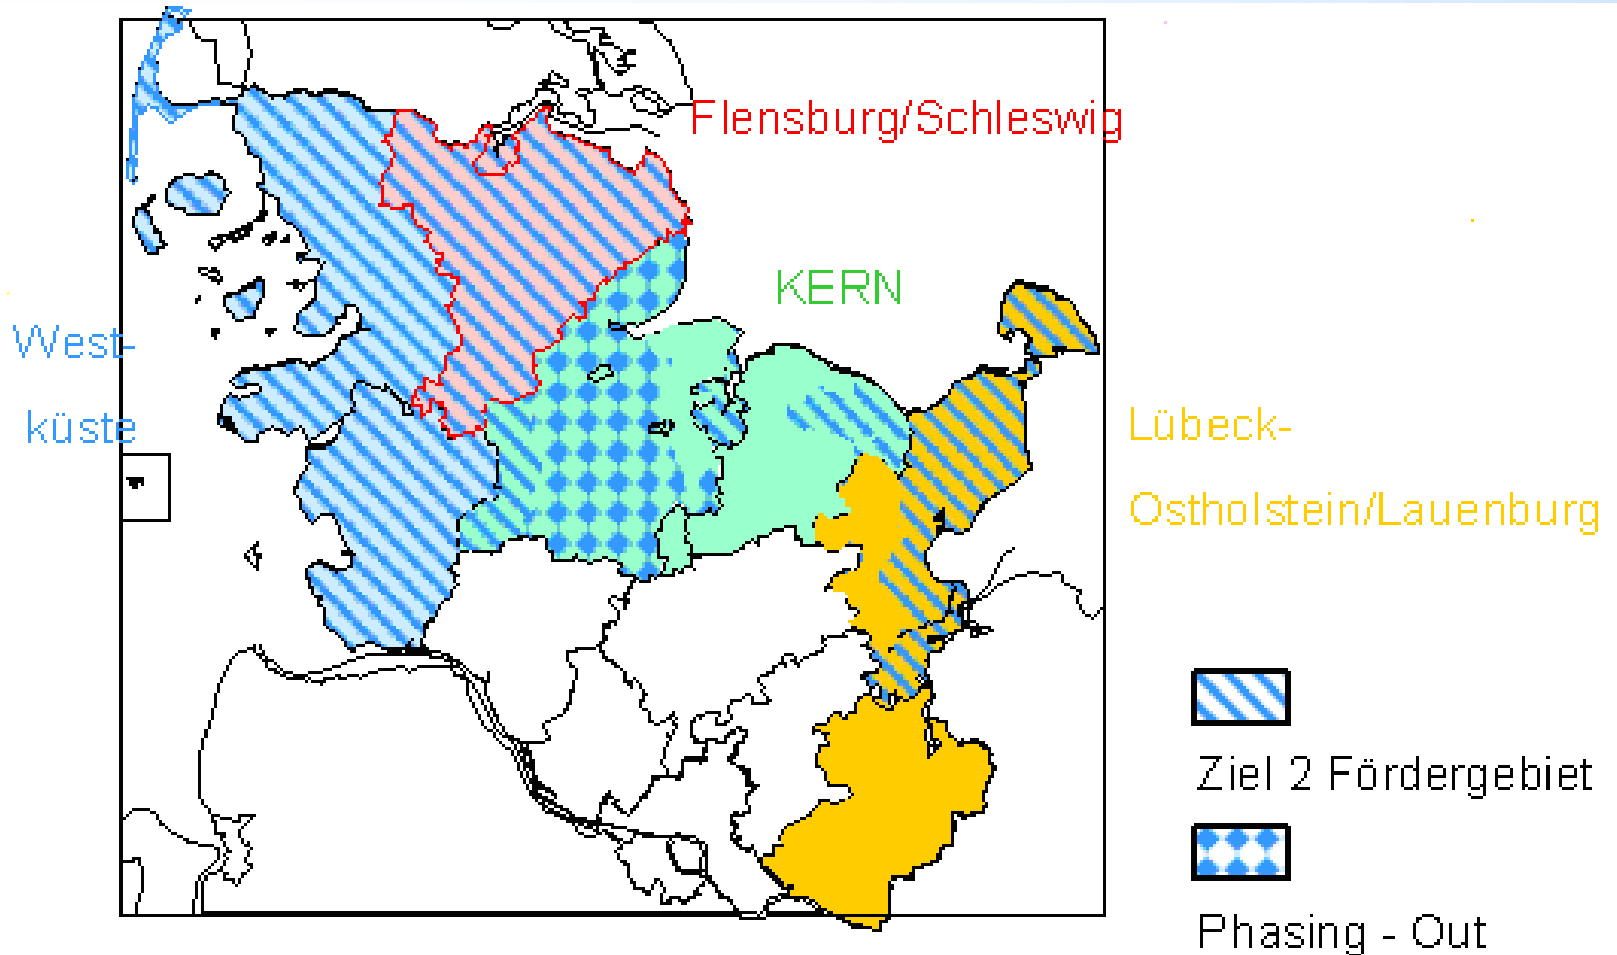 Flensburg/Schleswig
KERN
West-
küste
Lübeck-
Ostholstein/Lauenburg
Ziel 2 Fördergebiet
Phasing - Out